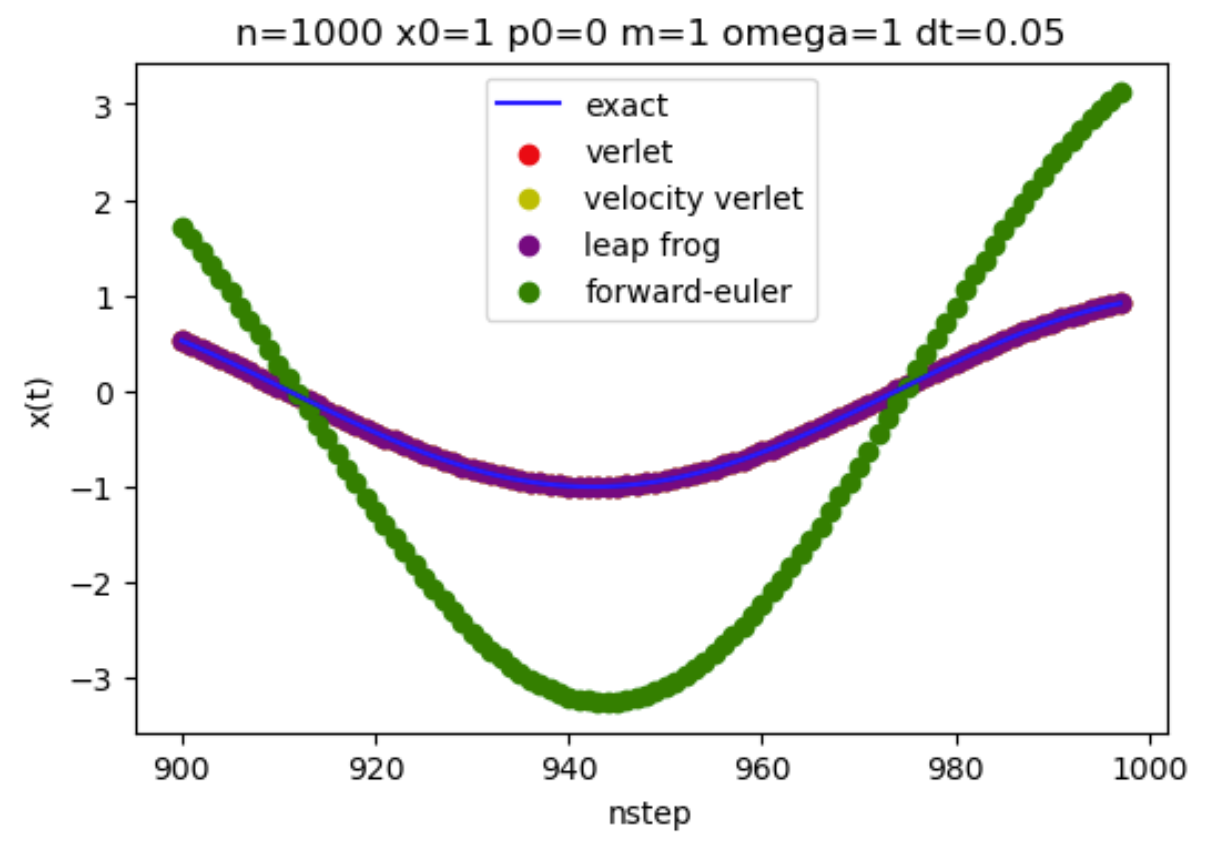 n=1000 x0=1 p0=0 m=1 omega=1 dt=0.05
exact
verlet
velocity verlet
leap frog
forward-euler
3
2
1
0
−1
−2
−3
x(t)
900 920 940 960 980 1000
nstep